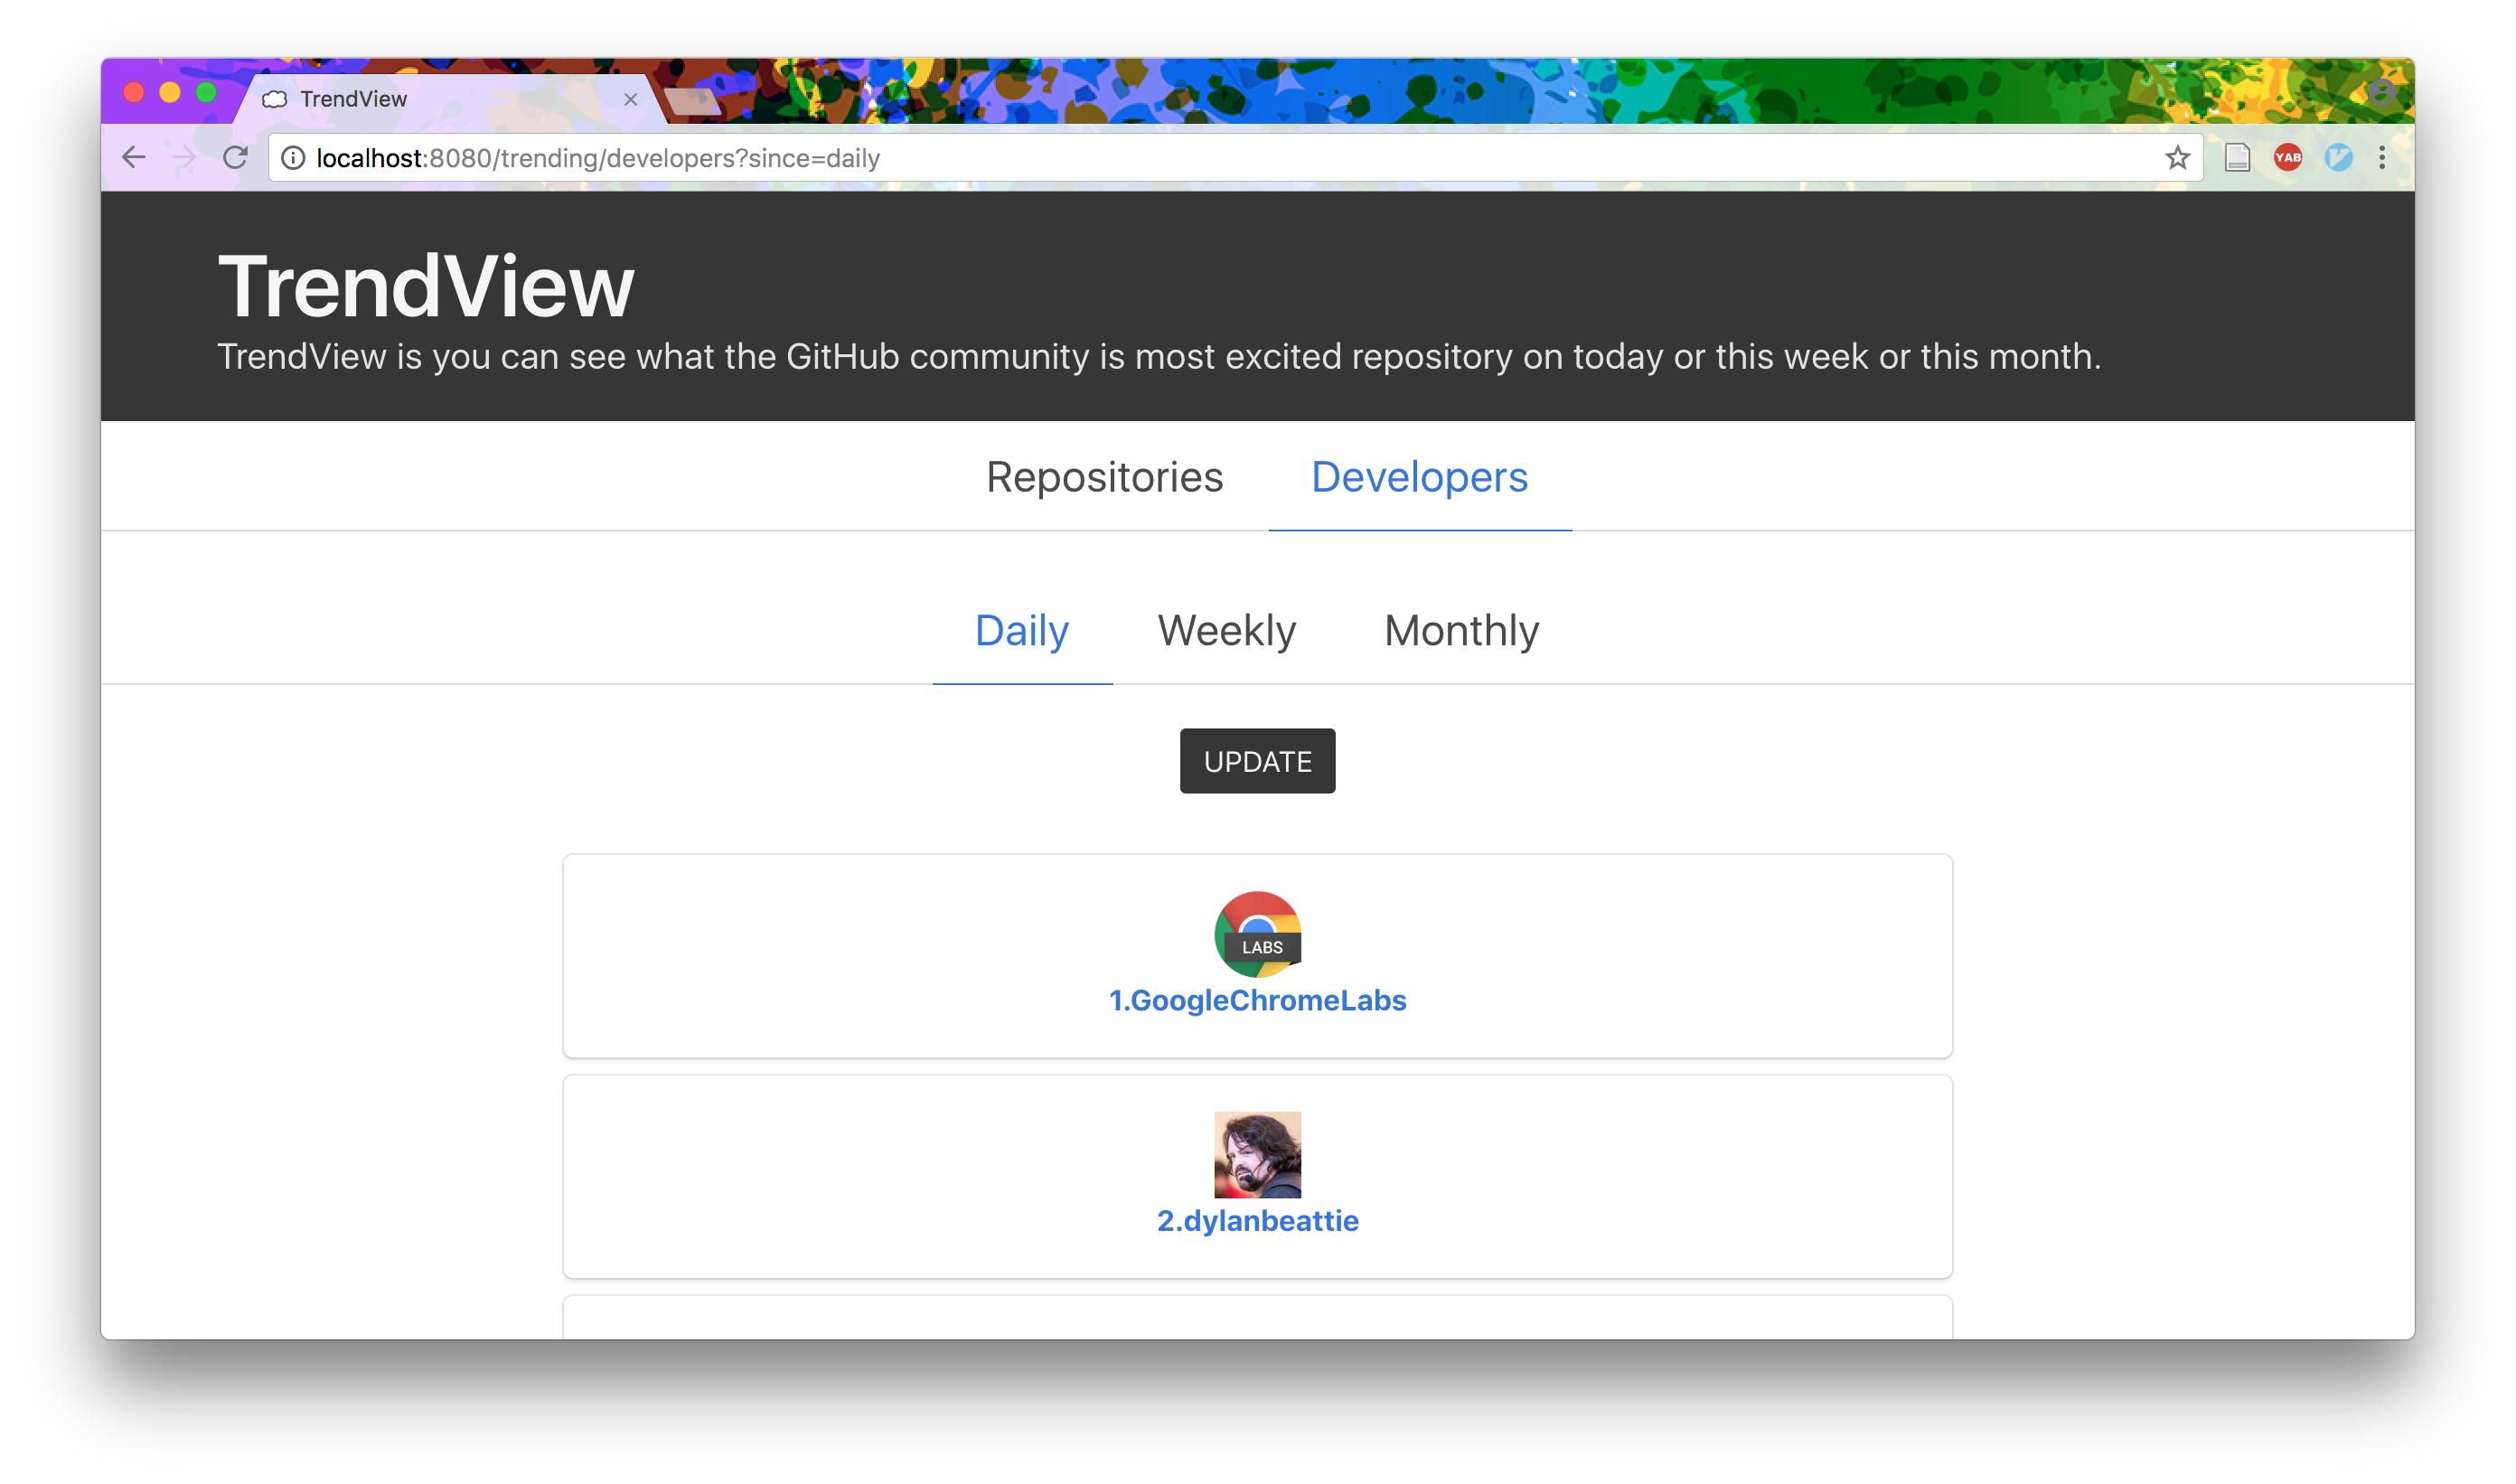 TrendView
localhost:8080/trending/developers?since=daily
YAB
TrendView
TrendView is you can see what the GitHub community is most excited repository on today or this week or this month.
Repositories Developers
Daily Weekly Monthly
UPDATE
LABS
1.GoogleChromeLabs
2.dylanbeattie